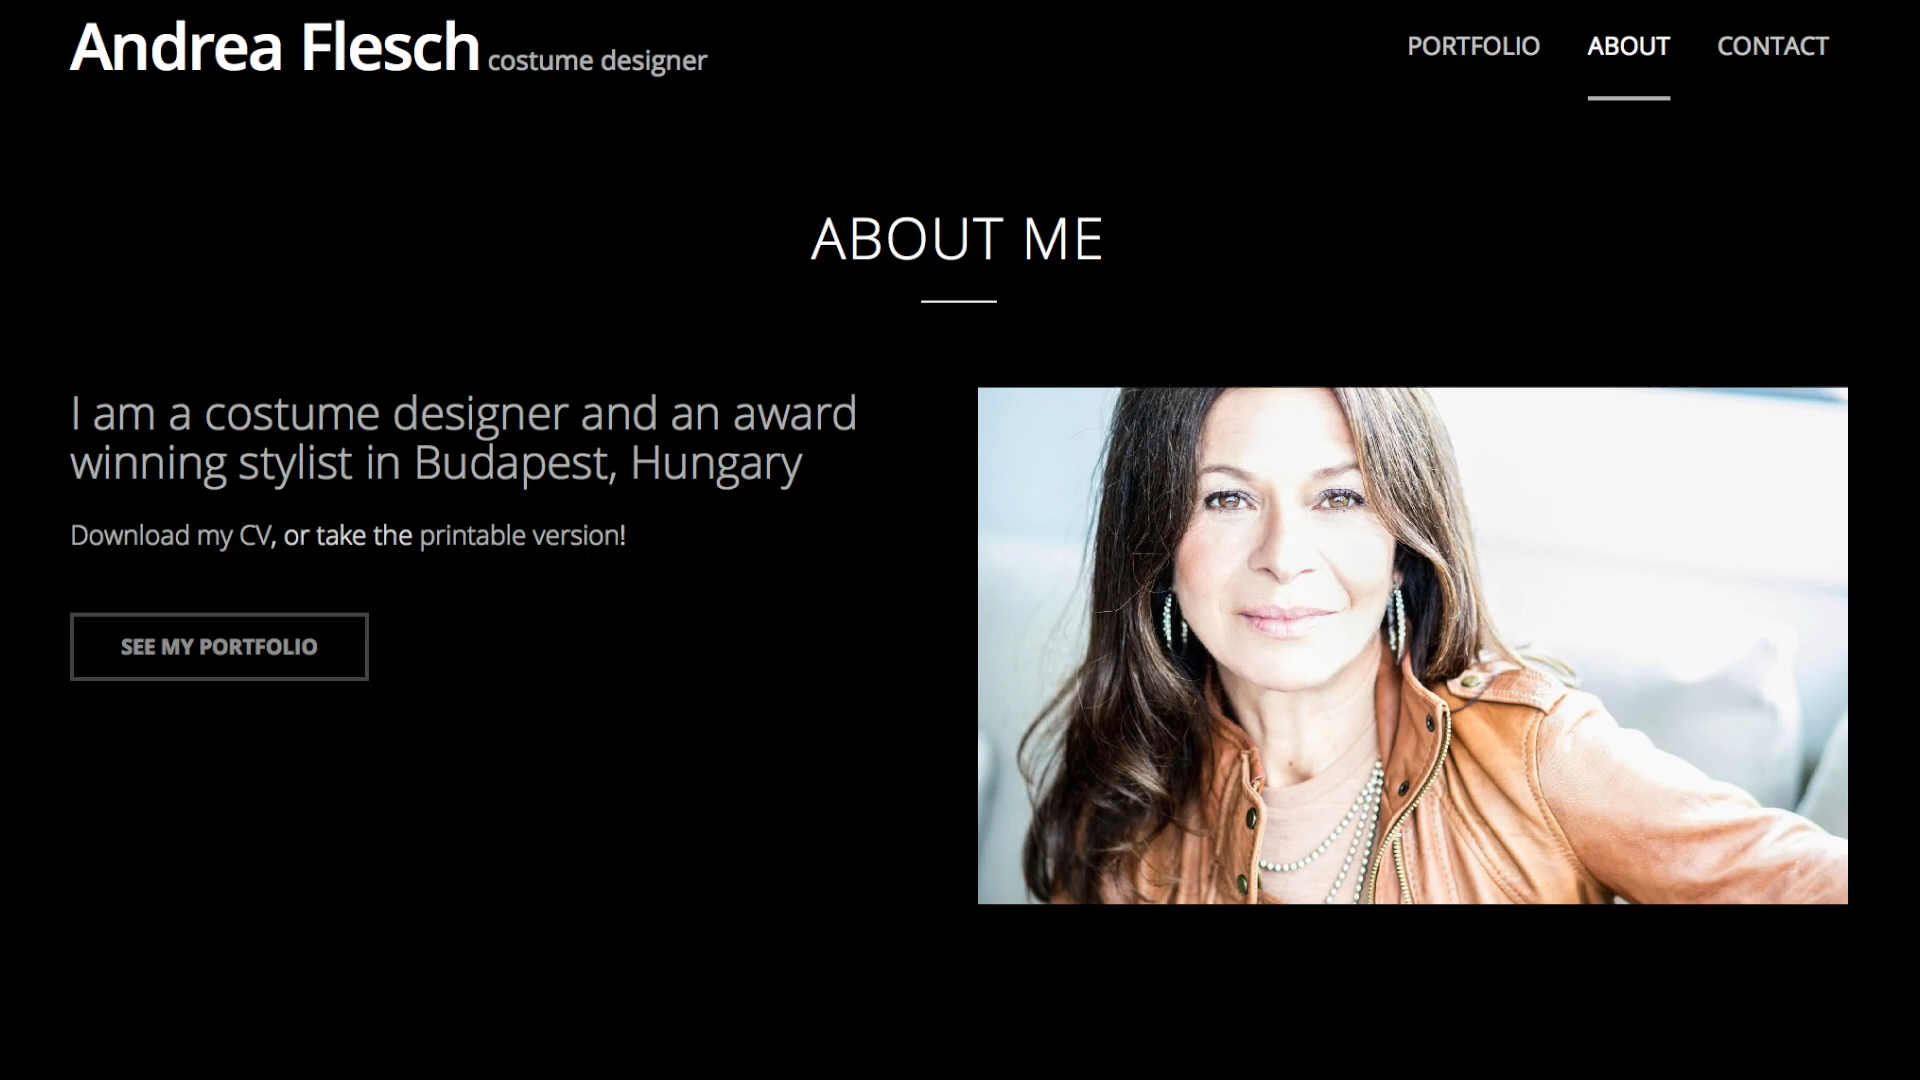 Andrea Flesch costume designer
PORTFOLIO ABOUT CONTACT
ABOUT ME
I am a costume designer and an award
winning stylist in Budapest, Hungary
Download my CV, or take the printable version!
SEE MY PORTFOLIO